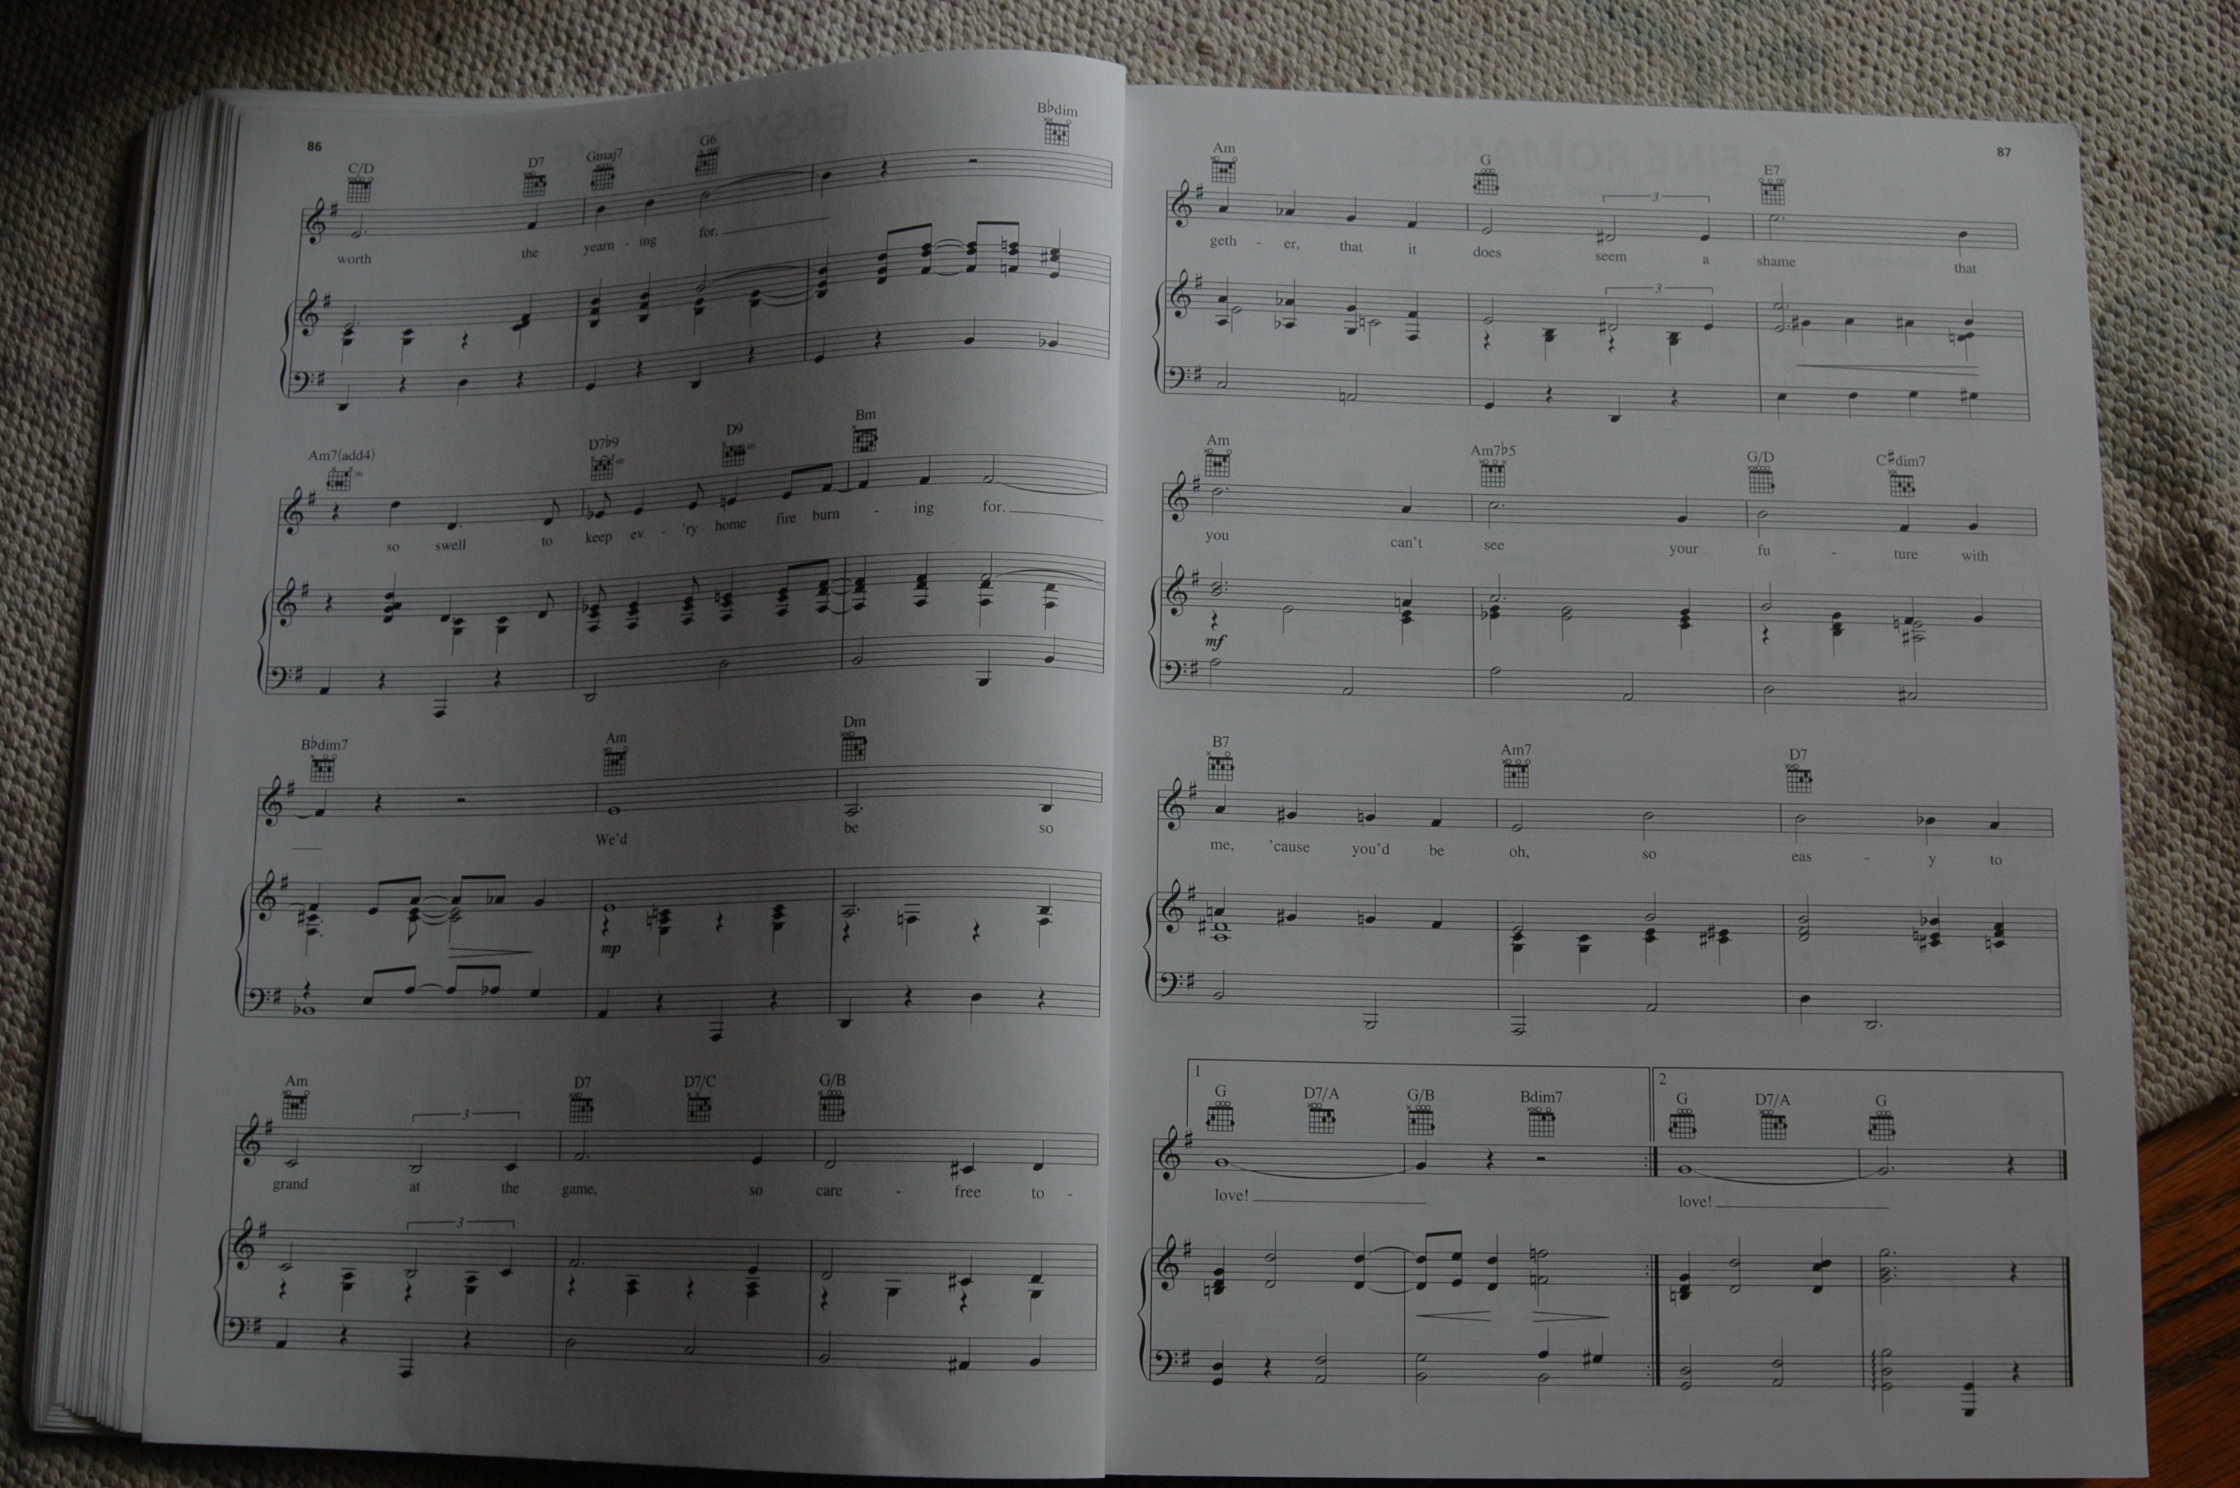 86
C/D D7 Gmaj7 G6 B♭dim
worth the yearn - ing for.
Am7(add4) D7♭9 D9 Bm
so swell to keep ev - 'ry home fire burn - ing for.
B♭dim7 Am Dm
We'd be so
mp
Am D7 D7/C G/B
3
grand at the game, so care - free to -
3
87
Am G E7
3
geth - er, that it does seem a shame that
3
Am Am7♭5 G/D C♯dim7
you can't see your fu - ture with
mf
B7 Am7 D7
me, 'cause you'd be oh, so eas - y to
1 2
G D7/A G/B Bdim7 G D7/A G
love! love!